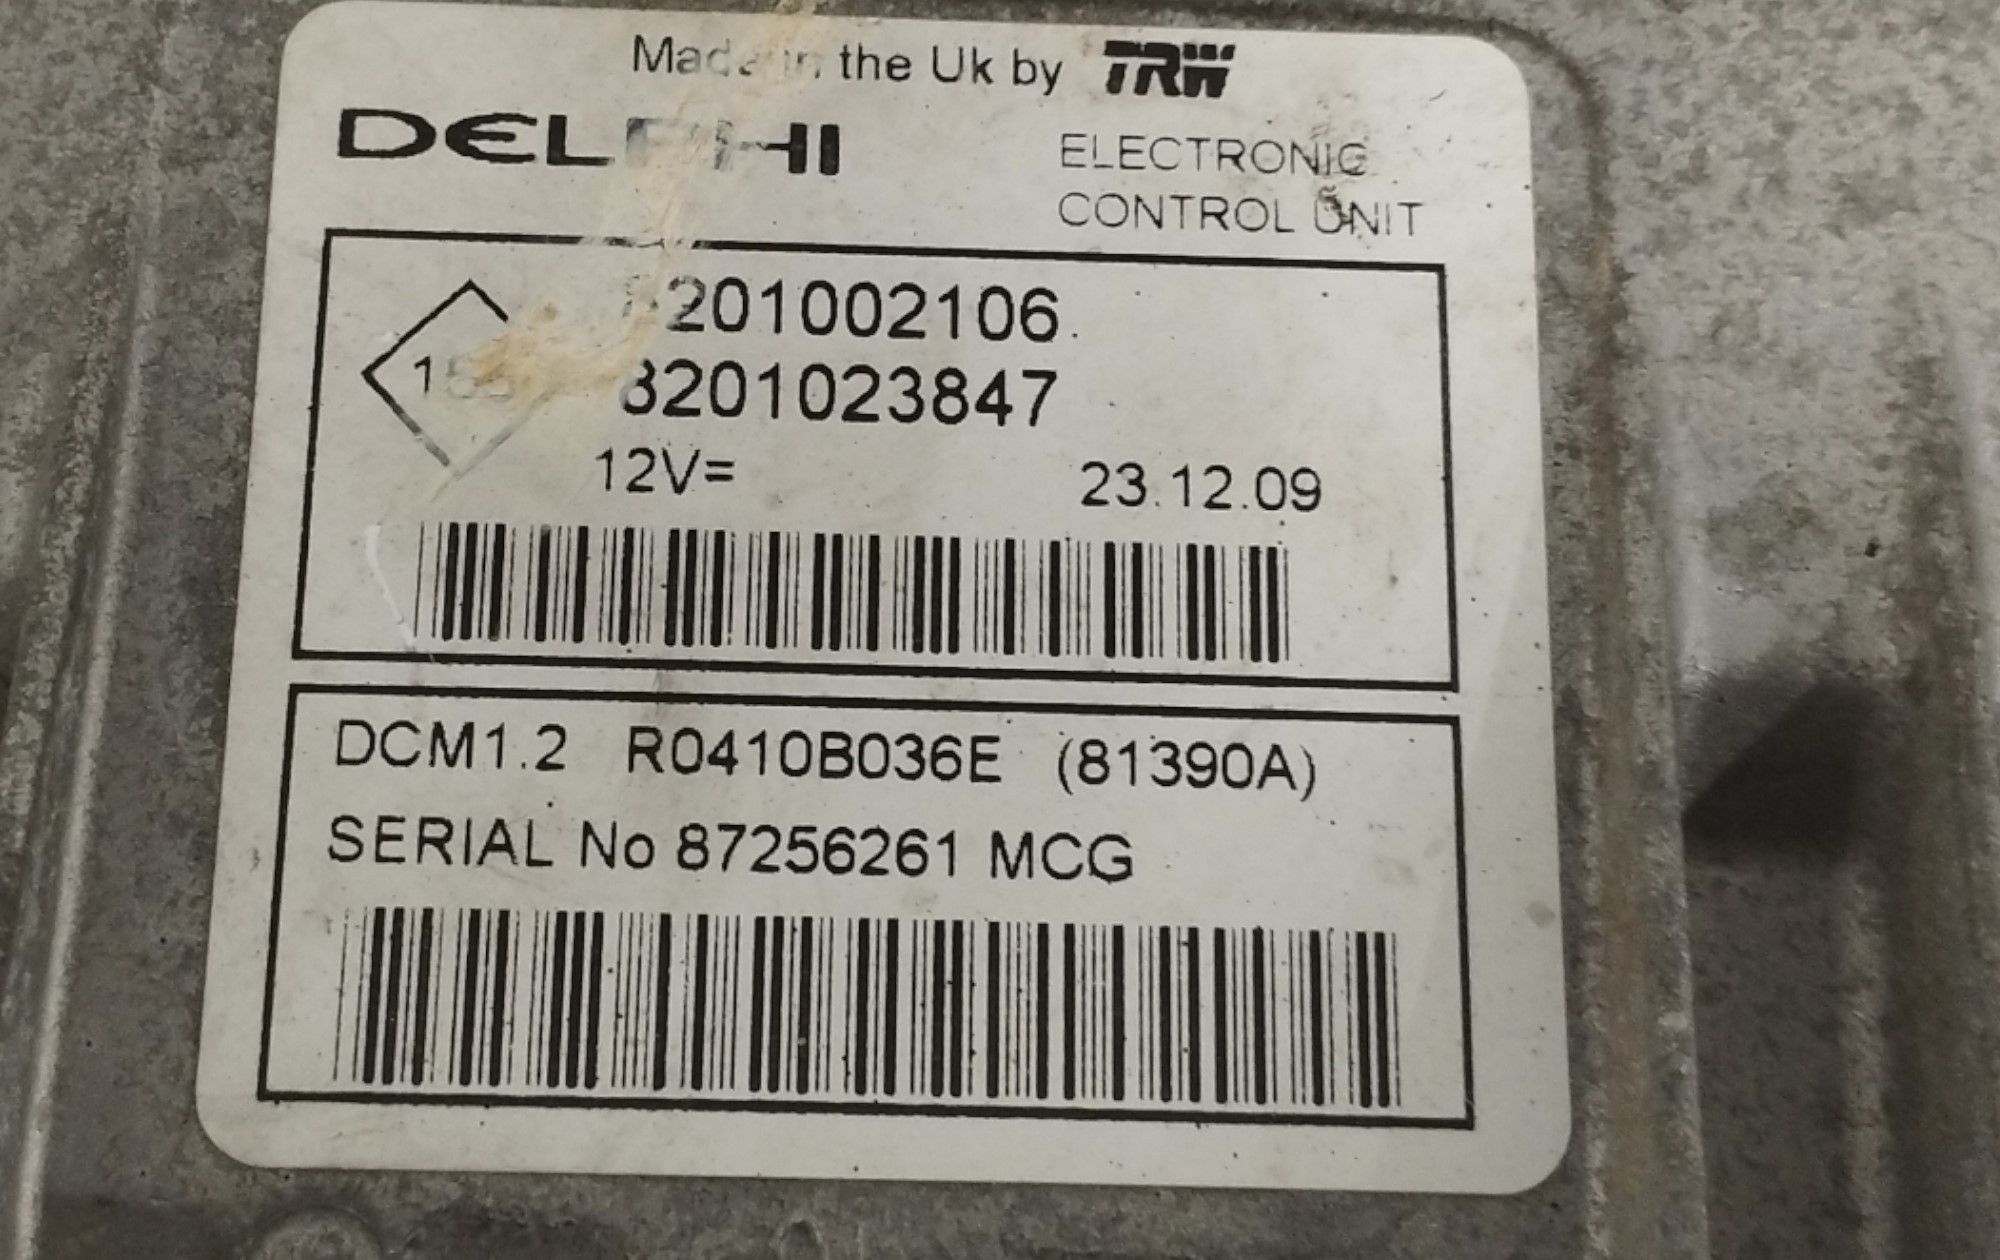 Made in the Uk by TRW
DELPHI
ELECTRONIC
CONTROL UNIT
8201002106
8201023847
12V=
23.12.09
DCM1.2 R0410B036E (81390A)
SERIAL No 87256261 MCG